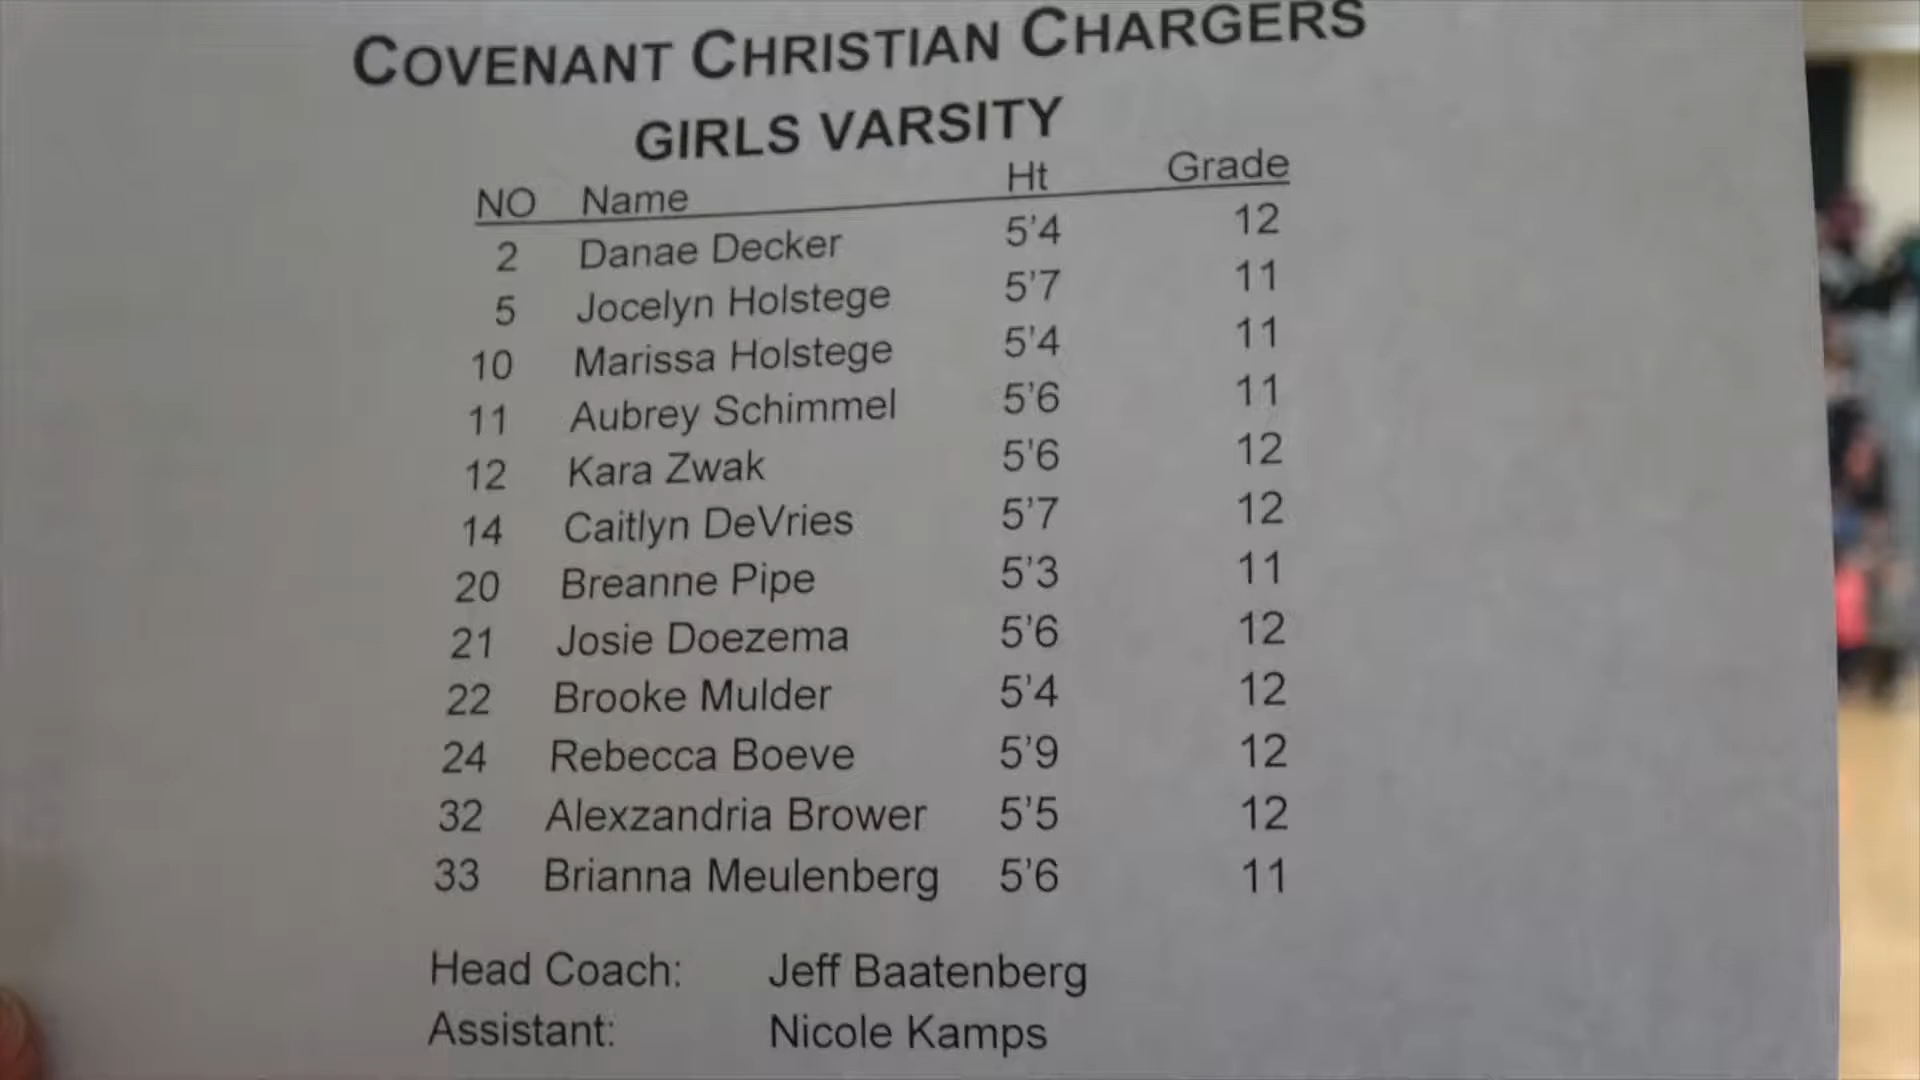 COVENANT CHRISTIAN CHARGERS
GIRLS VARSITY
NO Name Ht Grade
2 Danae Decker 5'4 12
5 Jocelyn Holstege 5'7 11
10 Marissa Holstege 5'4 11
11 Aubrey Schimmel 5'6 11
12 Kara Zwak 5'6 12
14 Caitlyn DeVries 5'7 12
20 Breanne Pipe 5'3 11
21 Josie Doezema 5'6 12
22 Brooke Mulder 5'4 12
24 Rebecca Boeve 5'9 12
32 Alexzandria Brower 5'5 12
33 Brianna Meulenberg 5'6 11
Head Coach: Jeff Baatenberg
Assistant: Nicole Kamps